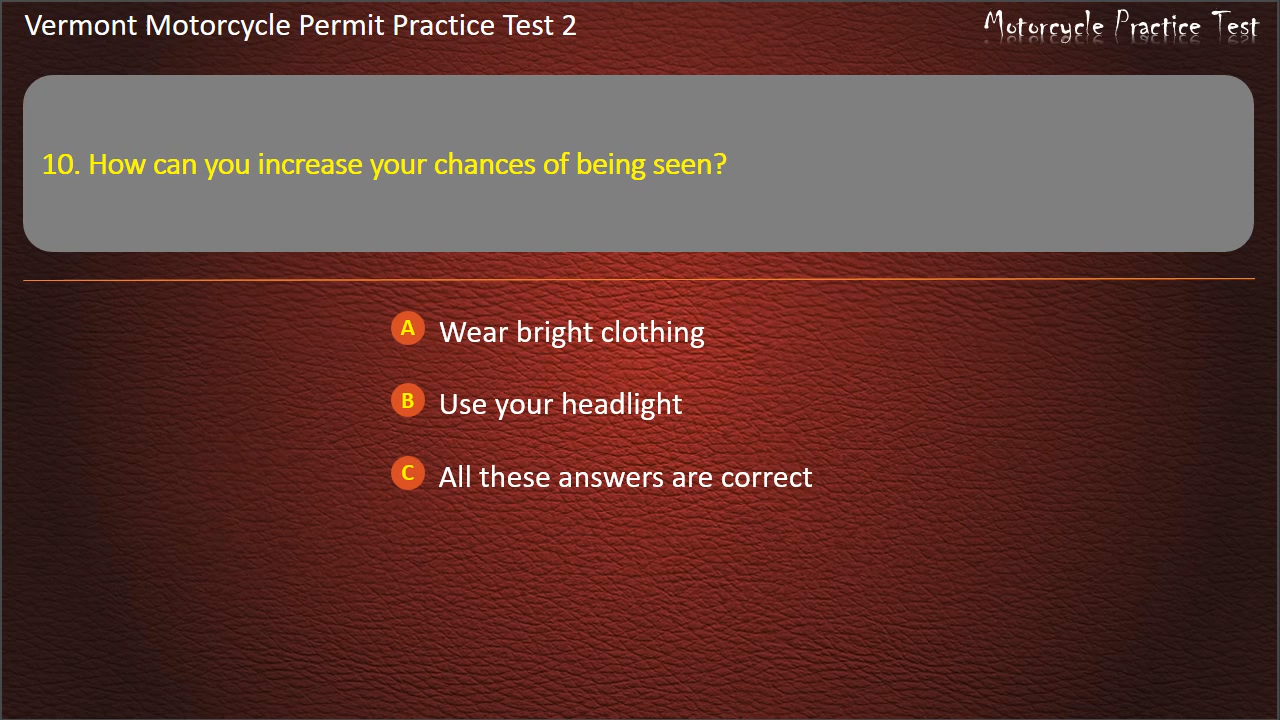 Vermont Motorcycle Permit Practice Test 2
Motorcycle Practice Test
10. How can you increase your chances of being seen?
A Wear bright clothing
B Use your headlight
C All these answers are correct